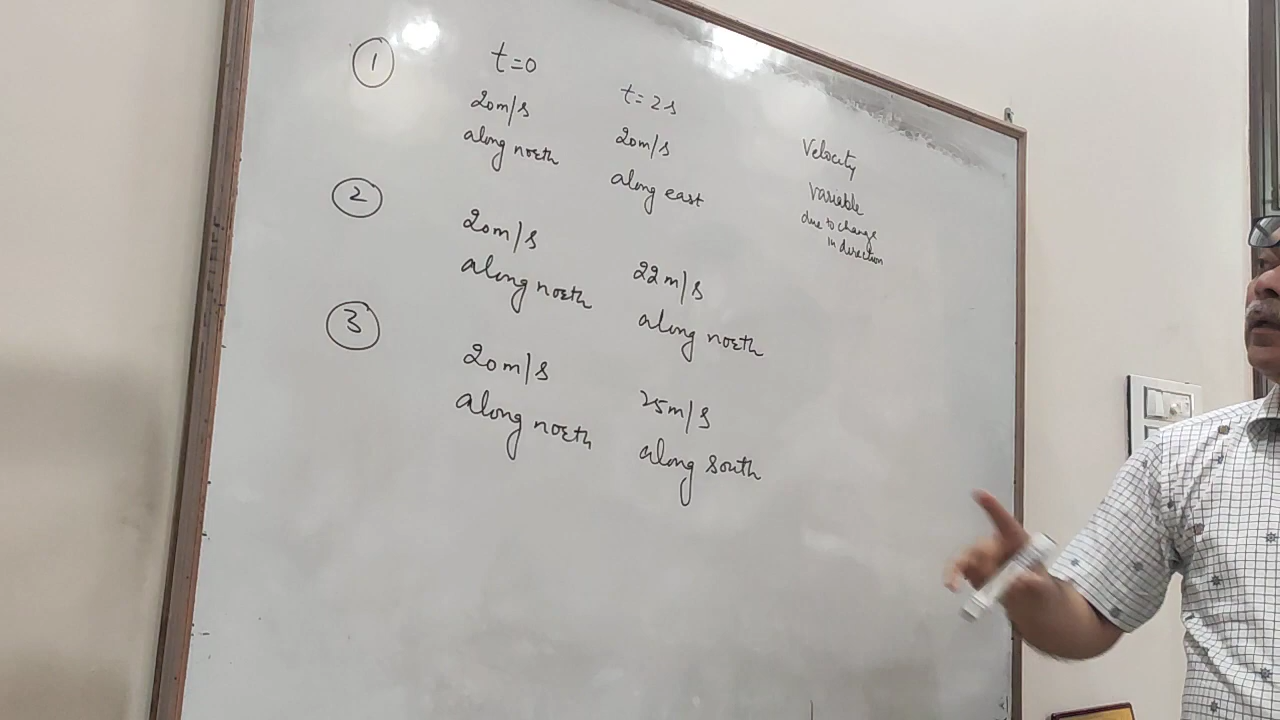 1
t=0
t=2s
20m/s
along north
20m/s
along east
Velocity
Variable
due to change
in direction
2
20m/s
along north
22m/s
along north
3
20m/s
along north
25m/s
along south